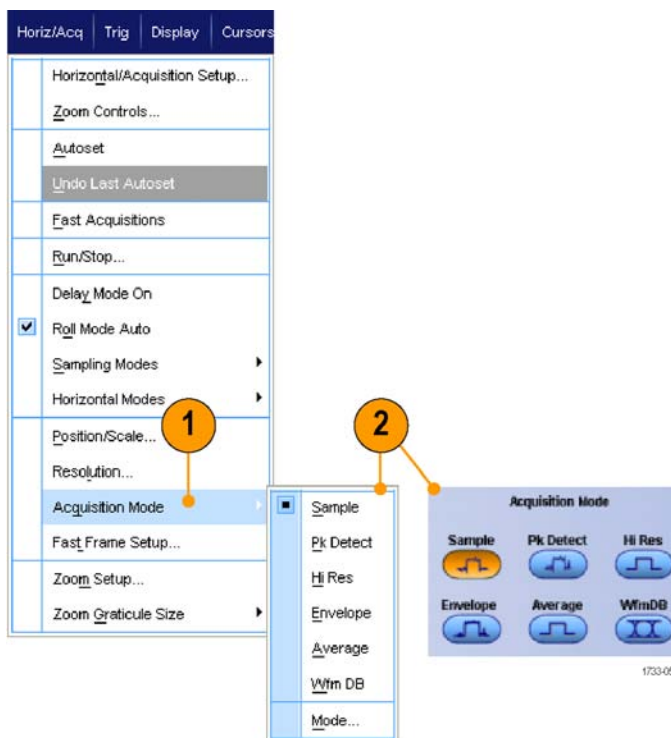 Horiz/Acq Trig Display Cursors
Horizontal/Acquisition Setup...
Zoom Controls...
Autoset
Undo Last Autoset
Fast Acquisitions
Run/Stop...
Delay Mode On
Roll Mode Auto
Sampling Modes
Horizontal Modes
1
Position/Scale...
Resolution...
Acquisition Mode
Fast Frame Setup...
Zoom Setup...
Zoom Graticule Size
2
Sample
Pk Detect
Hi Res
Envelope
Average
Wfm DB
Mode...
Acquisition Mode
Sample Pk Detect Hi Res
Envelope Average WfmDB